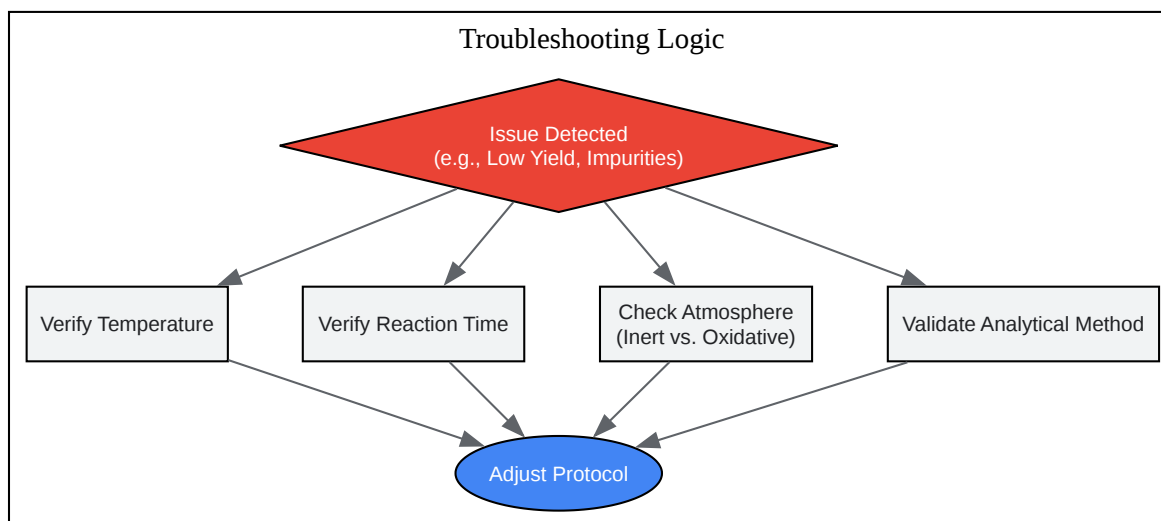 Troubleshooting Logic
Issue Detected
(e.g., Low Yield, Impurities)
Verify Temperature
Verify Reaction Time
Check Atmosphere
(Inert vs. Oxidative)
Validate Analytical Method
Adjust Protocol